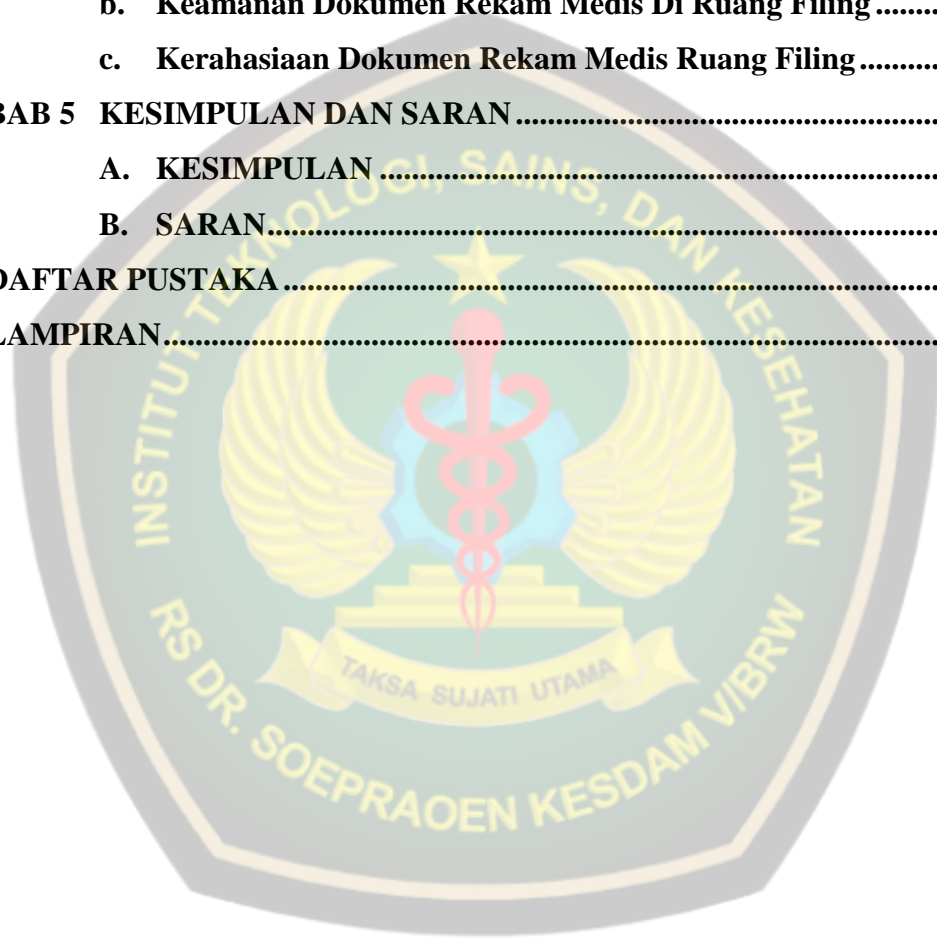 b. Keamanan Dokumen Rekam Medis Di Ruang Filing..........
c. Kerahasiaan Dokumen Rekam Medis Ruang Filing..........
BAB 5 KESIMPULAN DAN SARAN..........
A. KESIMPULAN..........
B. SARAN..........
DAFTAR PUSTAKA..........
LAMPIRAN..........
INSTITUT TEKNOLOGI, SAINS, DAN KESEHATAN
TAKSA SUJATI UTAMA
RS DR. SOEPRAOEN KESDAM V/BRW